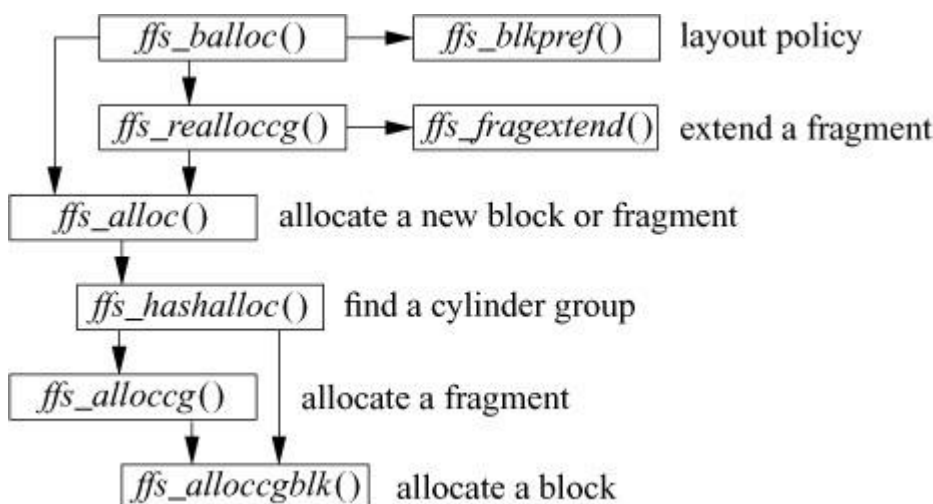 ffs_balloc() ffs_blkpref() layout policy
ffs_realloccg() ffs_fragextend() extend a fragment
ffs_alloc() allocate a new block or fragment
ffs_hashalloc() find a cylinder group
ffs_alloccg() allocate a fragment
ffs_alloccgblk() allocate a block